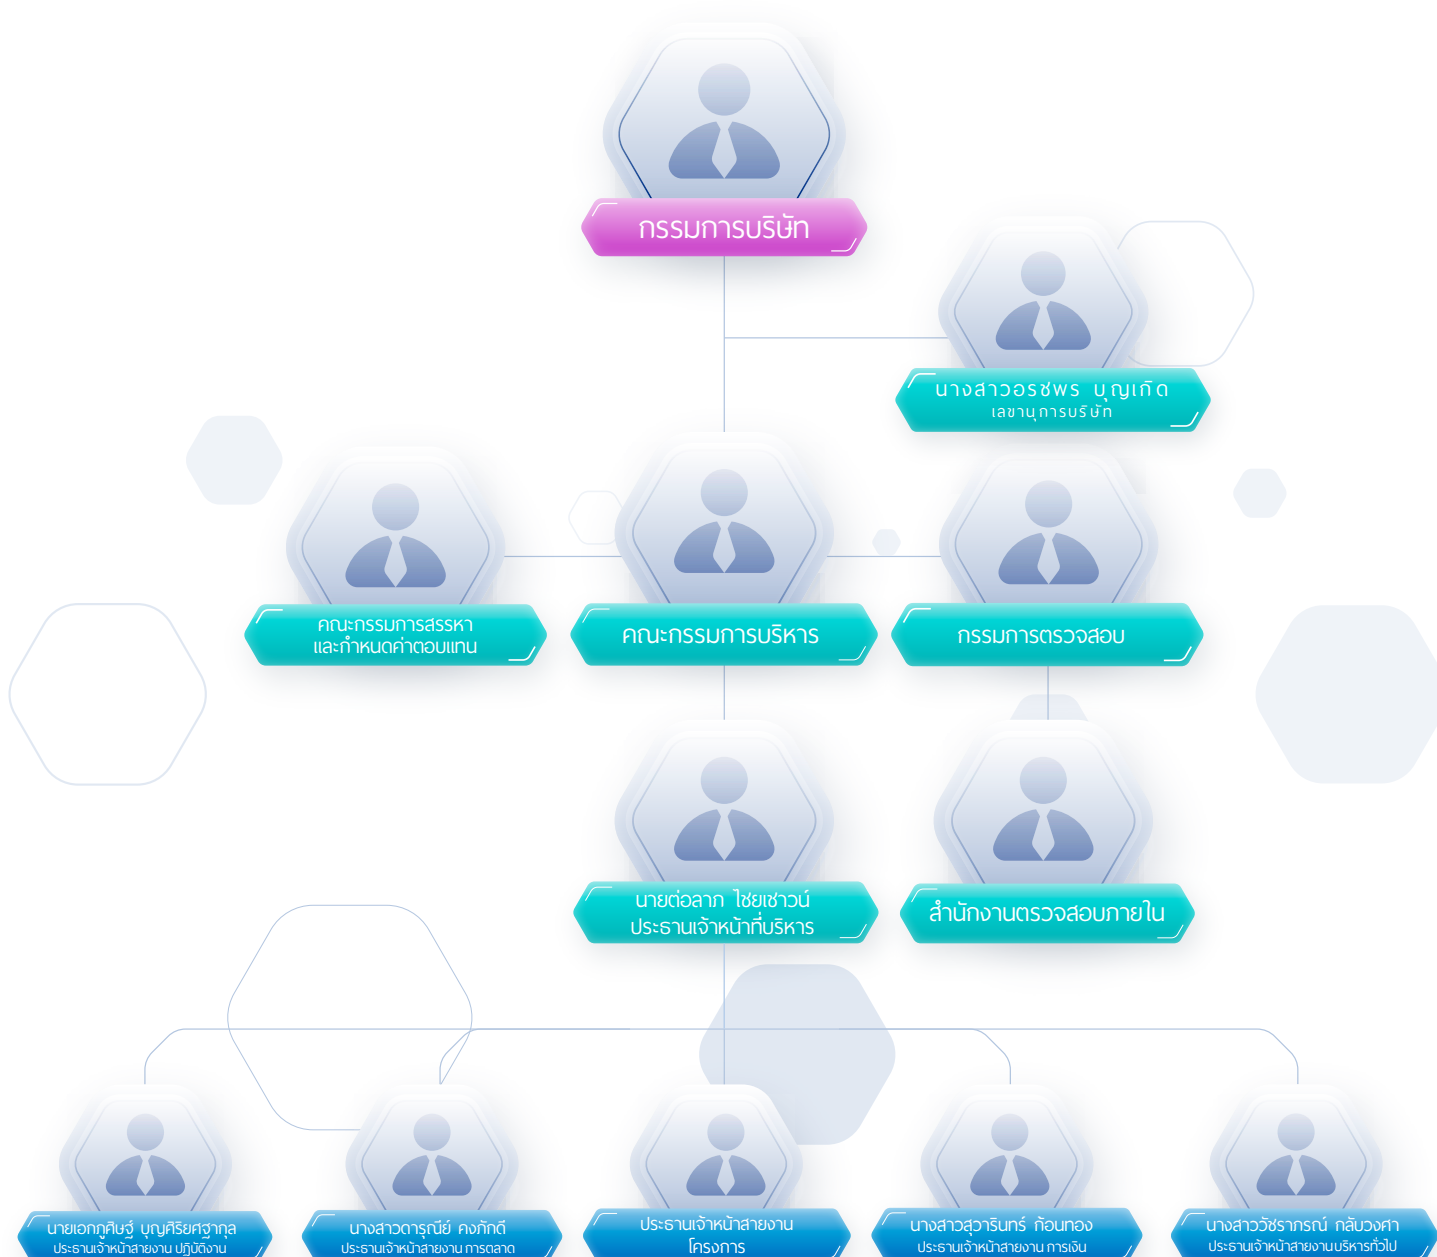 กรรมการบริษัท
นางสาวอรชพร บุญเกิด
เลขานุการบริษัท
คณะกรรมการสรรหา
และกำหนดค่าตอบแทน
คณะกรรมการบริหาร
กรรมการตรวจสอบ
นายต่อลาภ ไชยเชาวน์
ประธานเจ้าหน้าที่บริหาร
สำนักงานตรวจสอบภายใน
นายเอกภูศิษฐ์ บุญศิริยศฐากุล
ประธานเจ้าหน้าสายงาน ปฏิบัติงาน
นางสาวดารุณีย์ คงภักดี
ประธานเจ้าหน้าสายงาน การตลาด
ประธานเจ้าหน้าสายงาน
โครงการ
นางสาวสุวารินทร์ ก้อนทอง
ประธานเจ้าหน้าสายงาน การเงิน
นางสาววัชราภรณ์ กลับวงศา
ประธานเจ้าหน้าสายงานบริหารทั่วไป